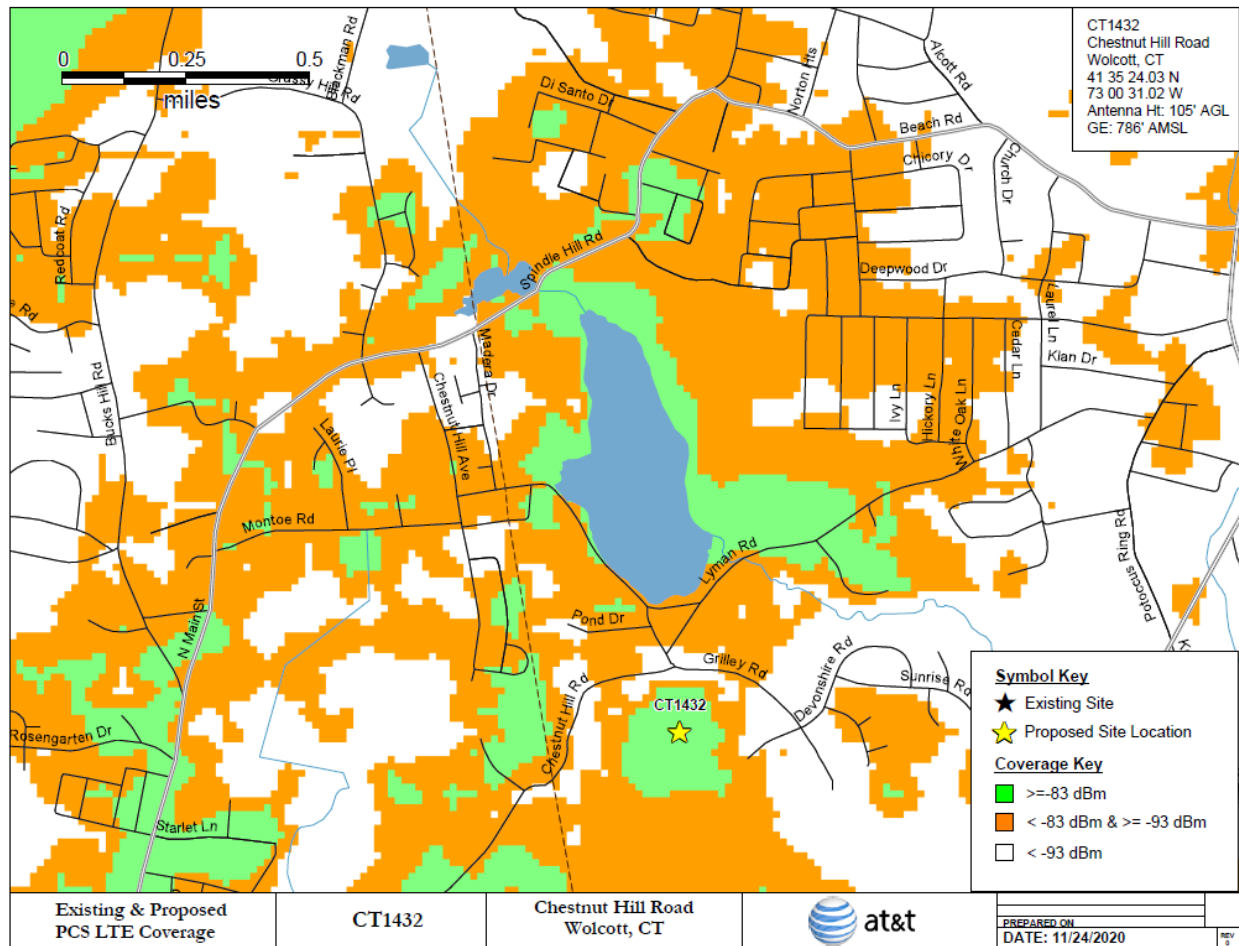 CT1432
Chestnut Hill Road
Wolcott, CT
41 35 24.03 N
73 00 31.02 W
Antenna Ht: 105' AGL
GE: 786' AMSL
0 0.25 0.5
miles
Blackman Rd
Grassy Hill Rd
Di Santo Dr
Norton Hts
Alcott Rd
Beach Rd
Chicory Dr
Church Dr
Redcoat Rd
Spindle Hill Rd
Deepwood Dr
Laurel Ln
e Rd
Madera Dr
Cedar Ln
Kian Dr
Bucks Hill Rd
Chestnut Hill Ave
Ivy Ln
Hickory Ln
White Oak Ln
Laurie Pl
Montoe Rd
Lyman Rd
Potoccus Ring Rd
N Main St
Pond Dr
Grilley Rd
Devonshire Rd
Sunrise Rd
K
Chestnut Hill Rd
CT1432
Rosengarten Dr
Starlet Ln
Symbol Key
Existing Site
Proposed Site Location
Coverage Key
>=-83 dBm
< -83 dBm & >= -93 dBm
< -93 dBm
Existing & Proposed
PCS LTE Coverage
CT1432
Chestnut Hill Road
Wolcott, CT
at&t
PREPARED ON
DATE: 11/24/2020
REV
0